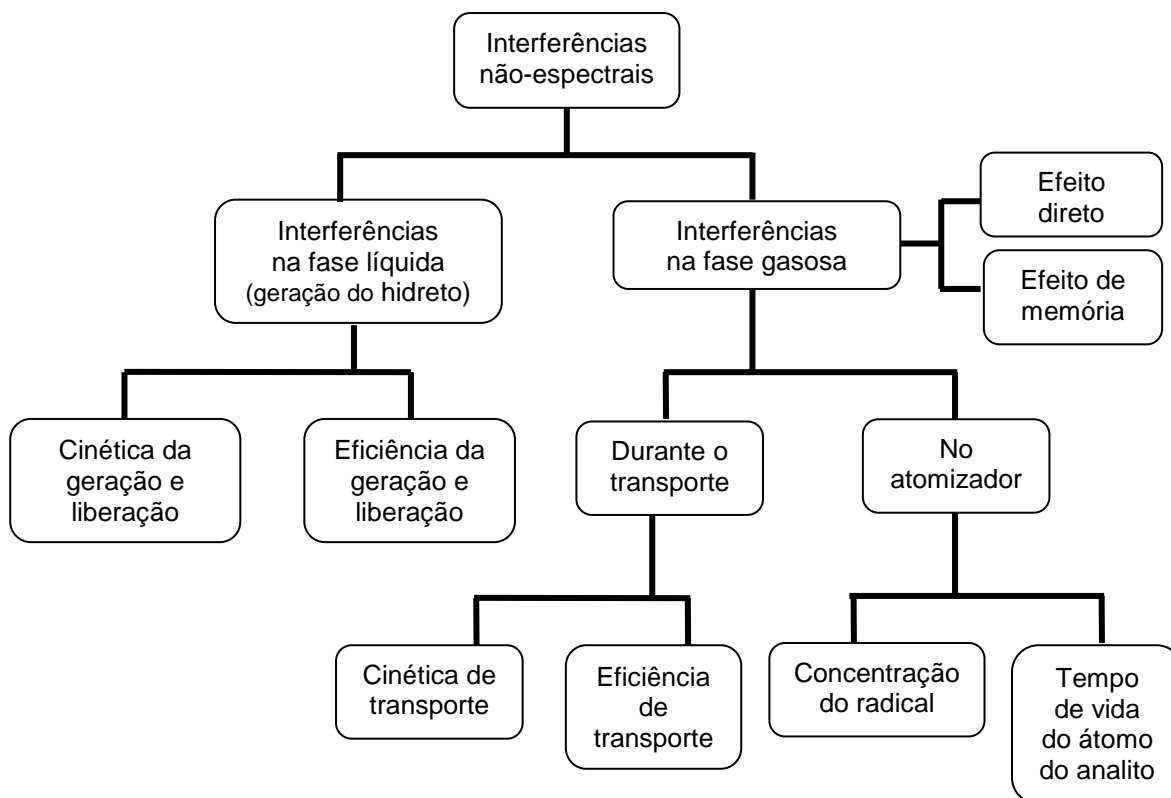 Interferências
não-espectrais
Efeito
direto
Interferências
na fase líquida
(geração do hidreto)
Interferências
na fase gasosa
Efeito de
memória
Cinética da
geração e
liberação
Eficiência da
geração e
liberação
Durante o
transporte
No
atomizador
Cinética de
transporte
Eficiência
de
transporte
Concentração
do radical
Tempo
de vida
do átomo
do analito